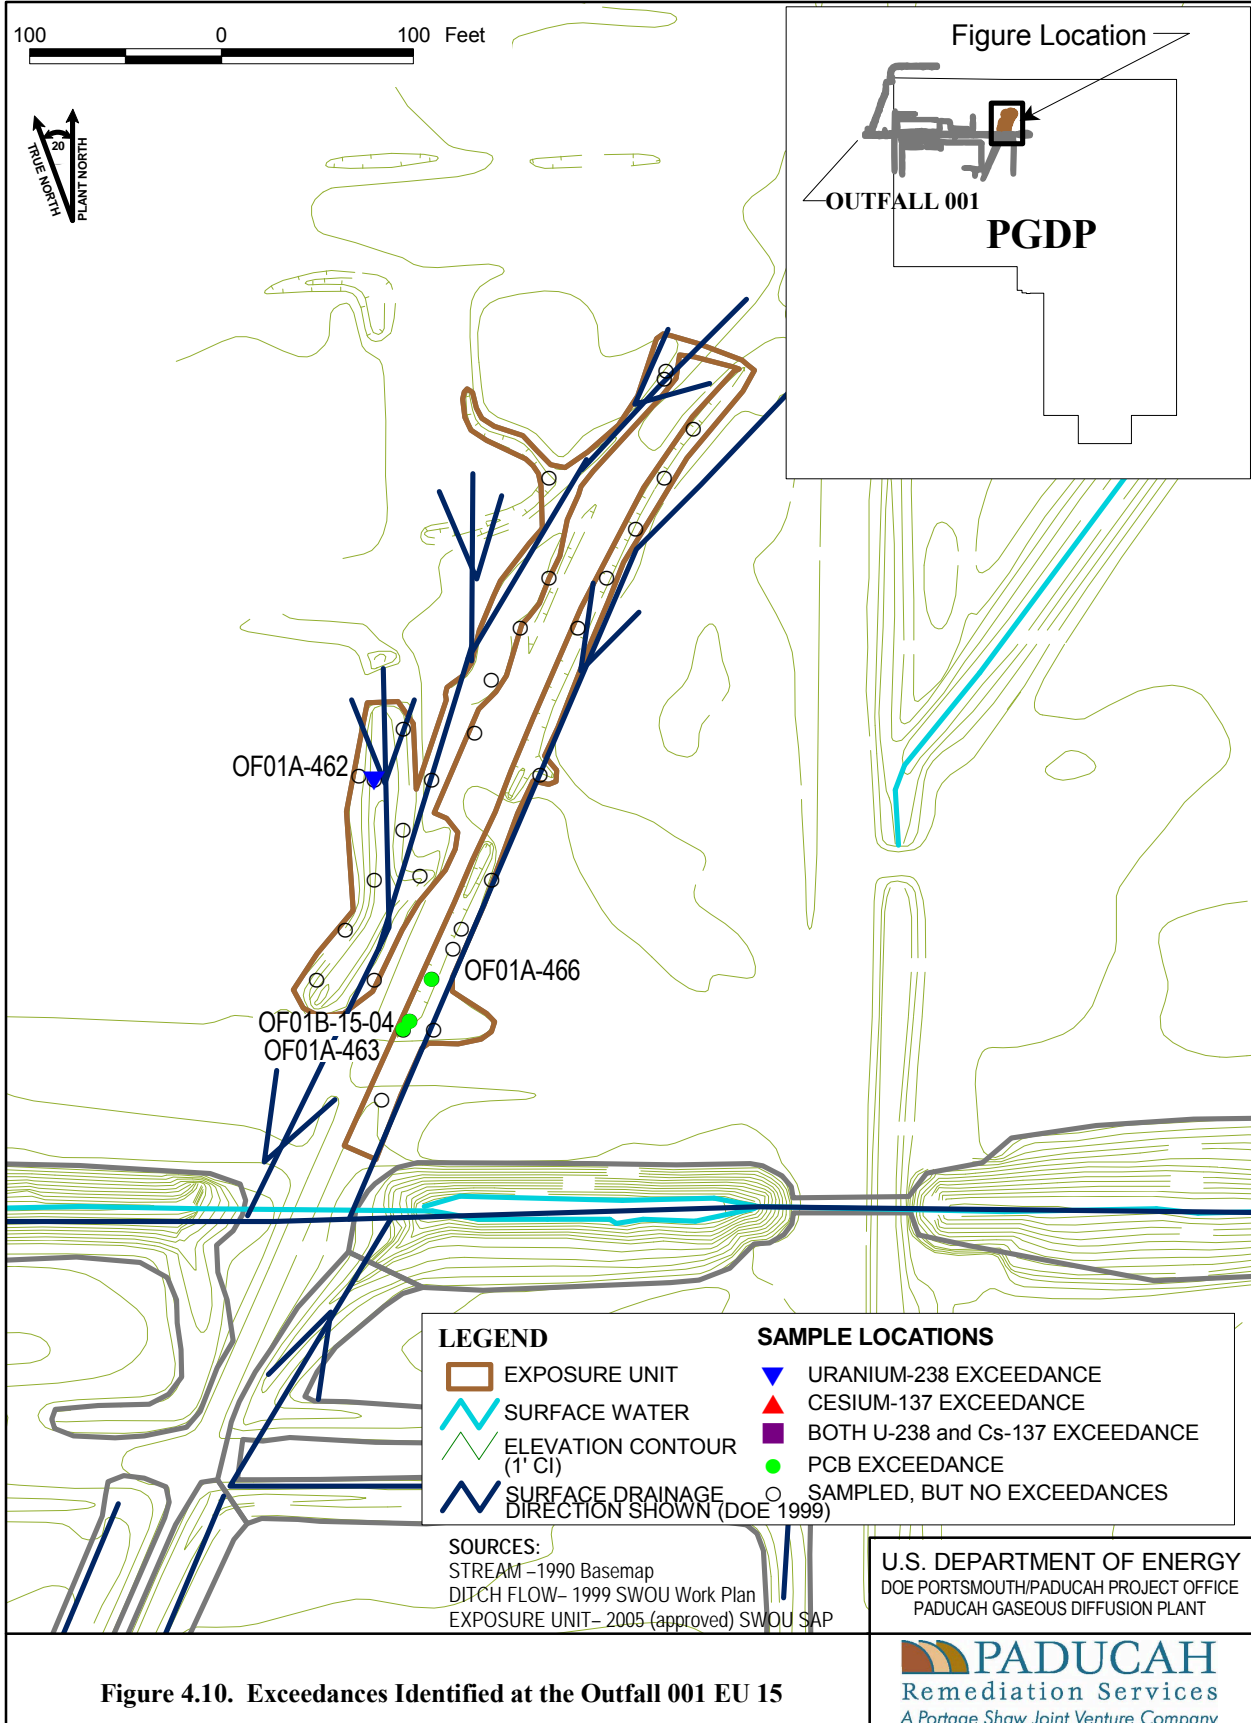 100 0 100 Feet
Figure Location
20
TRUE NORTH
PLANT NORTH
OUTFALL 001
PGDP
OF01A-462
OF01A-466
OF01B-15-04
OF01A-463
LEGEND
EXPOSURE UNIT
SURFACE WATER
ELEVATION CONTOUR
(1' CI)
SURFACE DRAINAGE
DIRECTION SHOWN (DOE 1999)
SAMPLE LOCATIONS
URANIUM-238 EXCEEDANCE
CESIUM-137 EXCEEDANCE
BOTH U-238 and Cs-137 EXCEEDANCE
PCB EXCEEDANCE
SAMPLED, BUT NO EXCEEDANCES
SOURCES:
STREAM –1990 Basemap
DITCH FLOW– 1999 SWOU Work Plan
EXPOSURE UNIT– 2005 (approved) SWOU SAP
U.S. DEPARTMENT OF ENERGY
DOE PORTSMOUTH/PADUCAH PROJECT OFFICE
PADUCAH GASEOUS DIFFUSION PLANT
Figure 4.10. Exceedances Identified at the Outfall 001 EU 15
PADUCAH
Remediation Services
A Portage Shaw Joint Venture Company